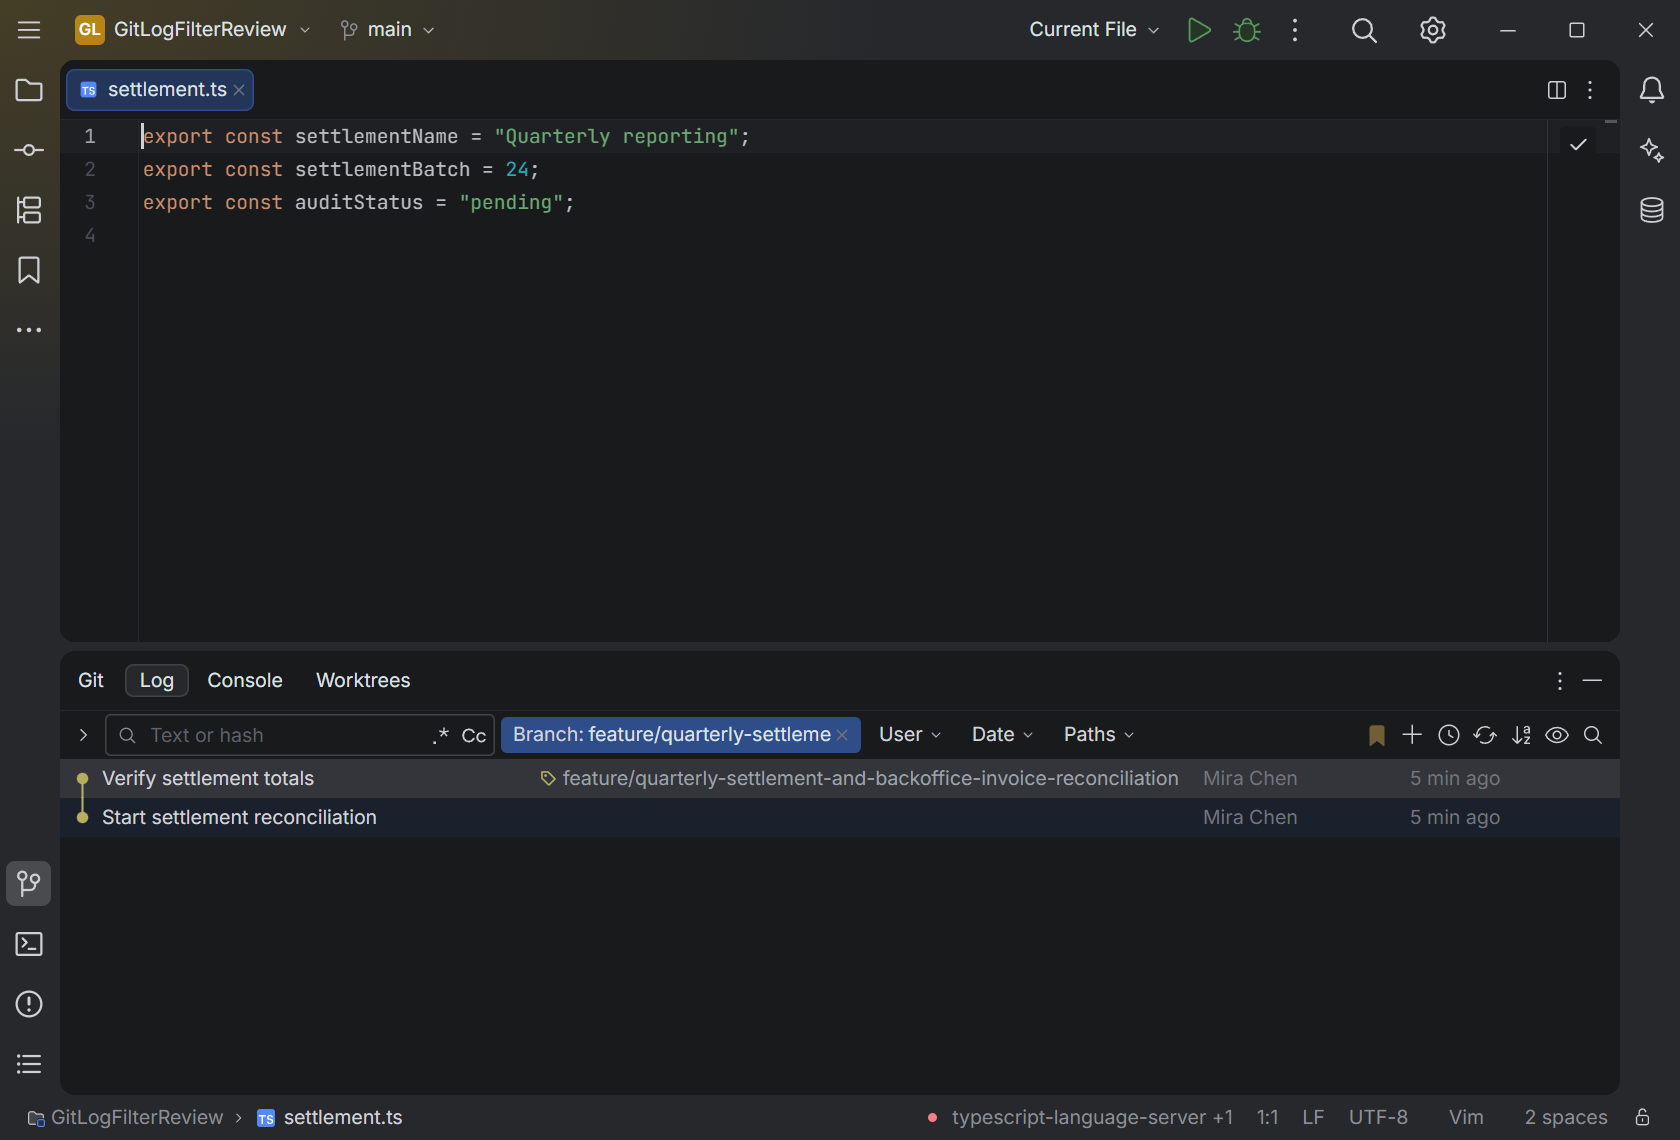 GL GitLogFilterReview main Current File
TS settlement.ts
1 export const settlementName = "Quarterly reporting";
2 export const settlementBatch = 24;
3 export const auditStatus = "pending";
4
Git Log Console Worktrees
Text or hash .* Cc Branch: feature/quarterly-settleme User Date Paths
Verify settlement totals feature/quarterly-settlement-and-backoffice-invoice-reconciliation Mira Chen 5 min ago
Start settlement reconciliation Mira Chen 5 min ago
GitLogFilterReview TS settlement.ts typescript-language-server +1 1:1 LF UTF-8 Vim 2 spaces